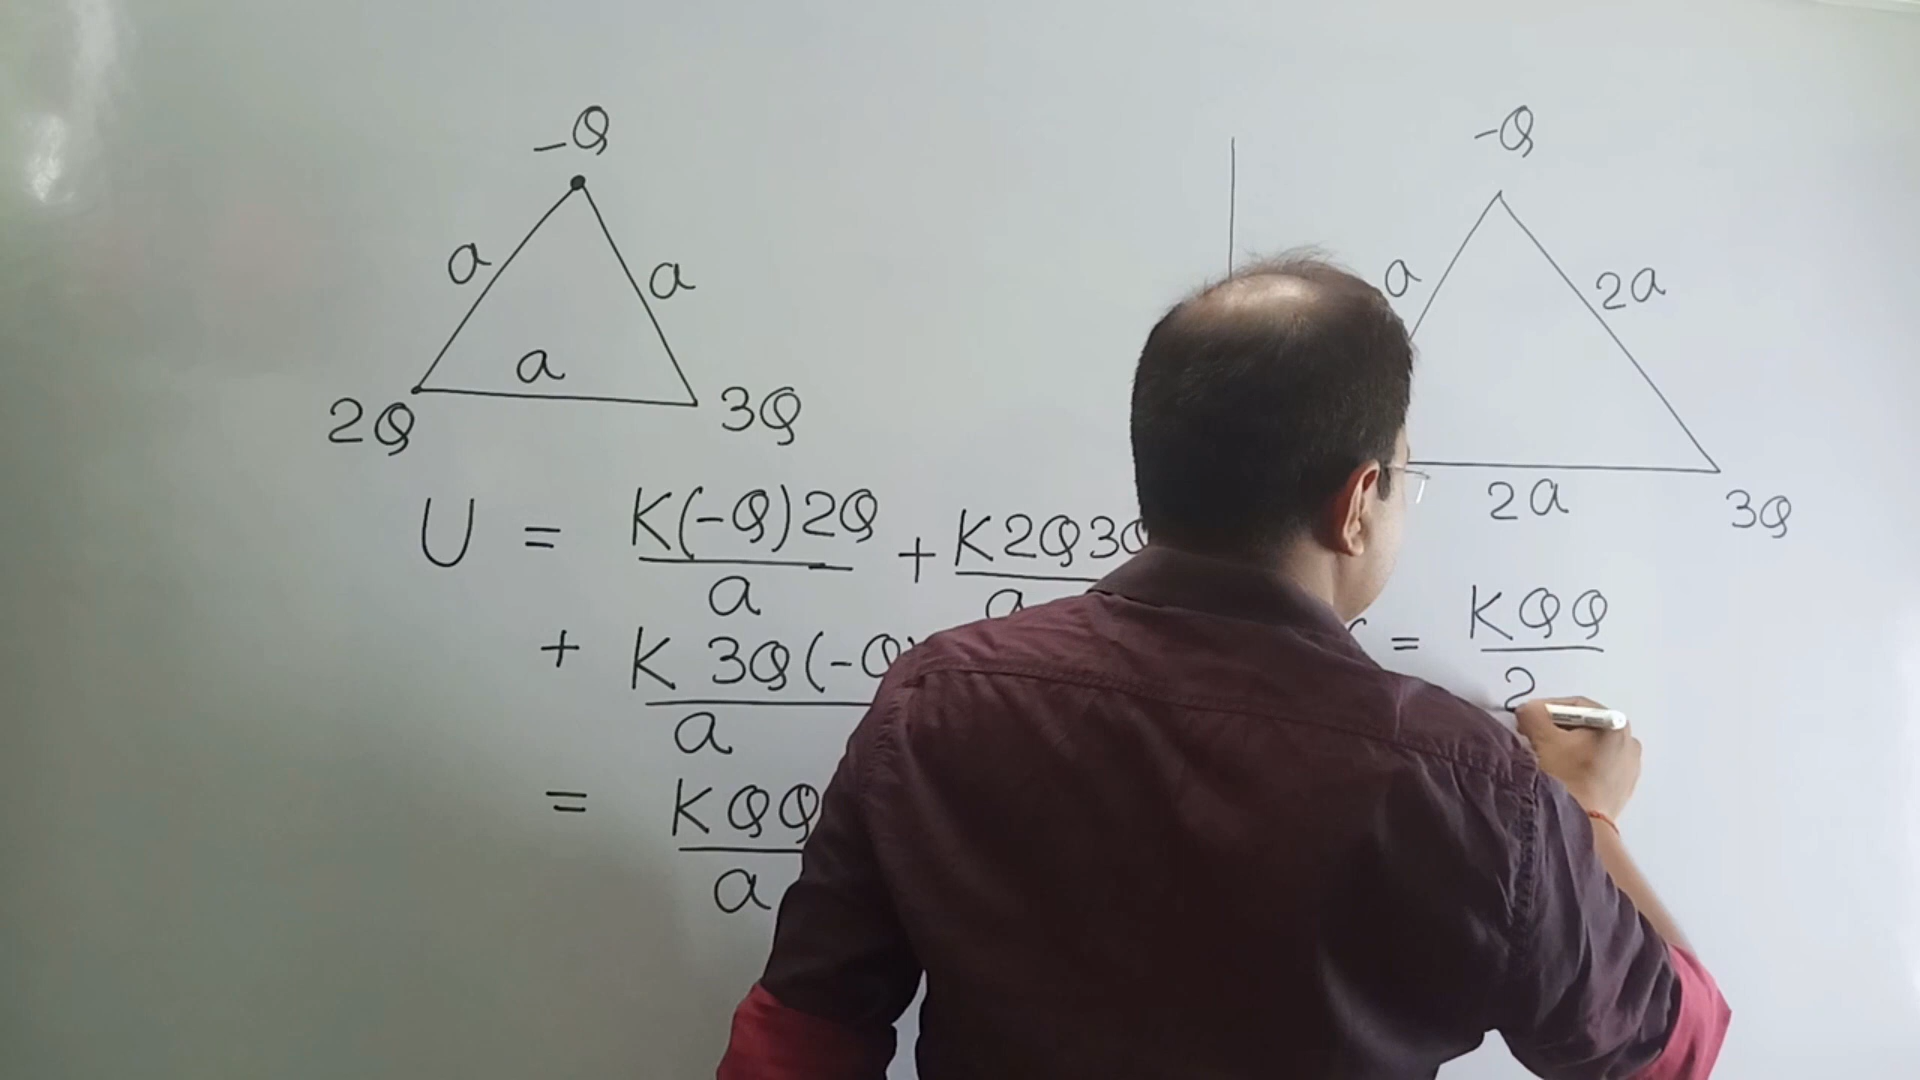 -Q
a
a
a
2Q
3Q
U = K(-Q)2Q/a + K2Q3Q/a
+ K 3Q(-Q)/a
= KQQ/a
-Q
a
2a
2a
3Q
= KQQ/2